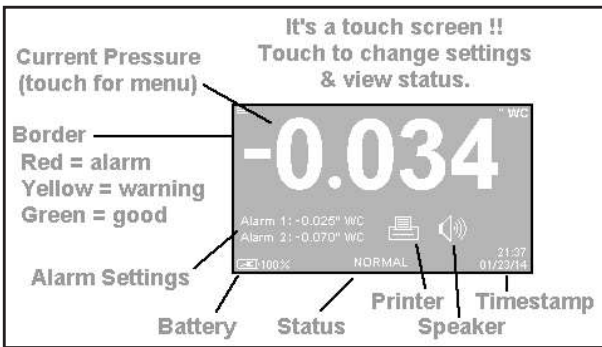 It's a touch screen !!
Touch to change settings
& view status.
Current Pressure
(touch for menu)
Border
Red = alarm
Yellow = warning
Green = good
" WC
-0.034
Alarm 1:-0.025" WC
Alarm 2:-0.070" WC
100%
NORMAL
21:37
01/23/14
Alarm Settings
Battery
Status
Printer
Speaker
Timestamp